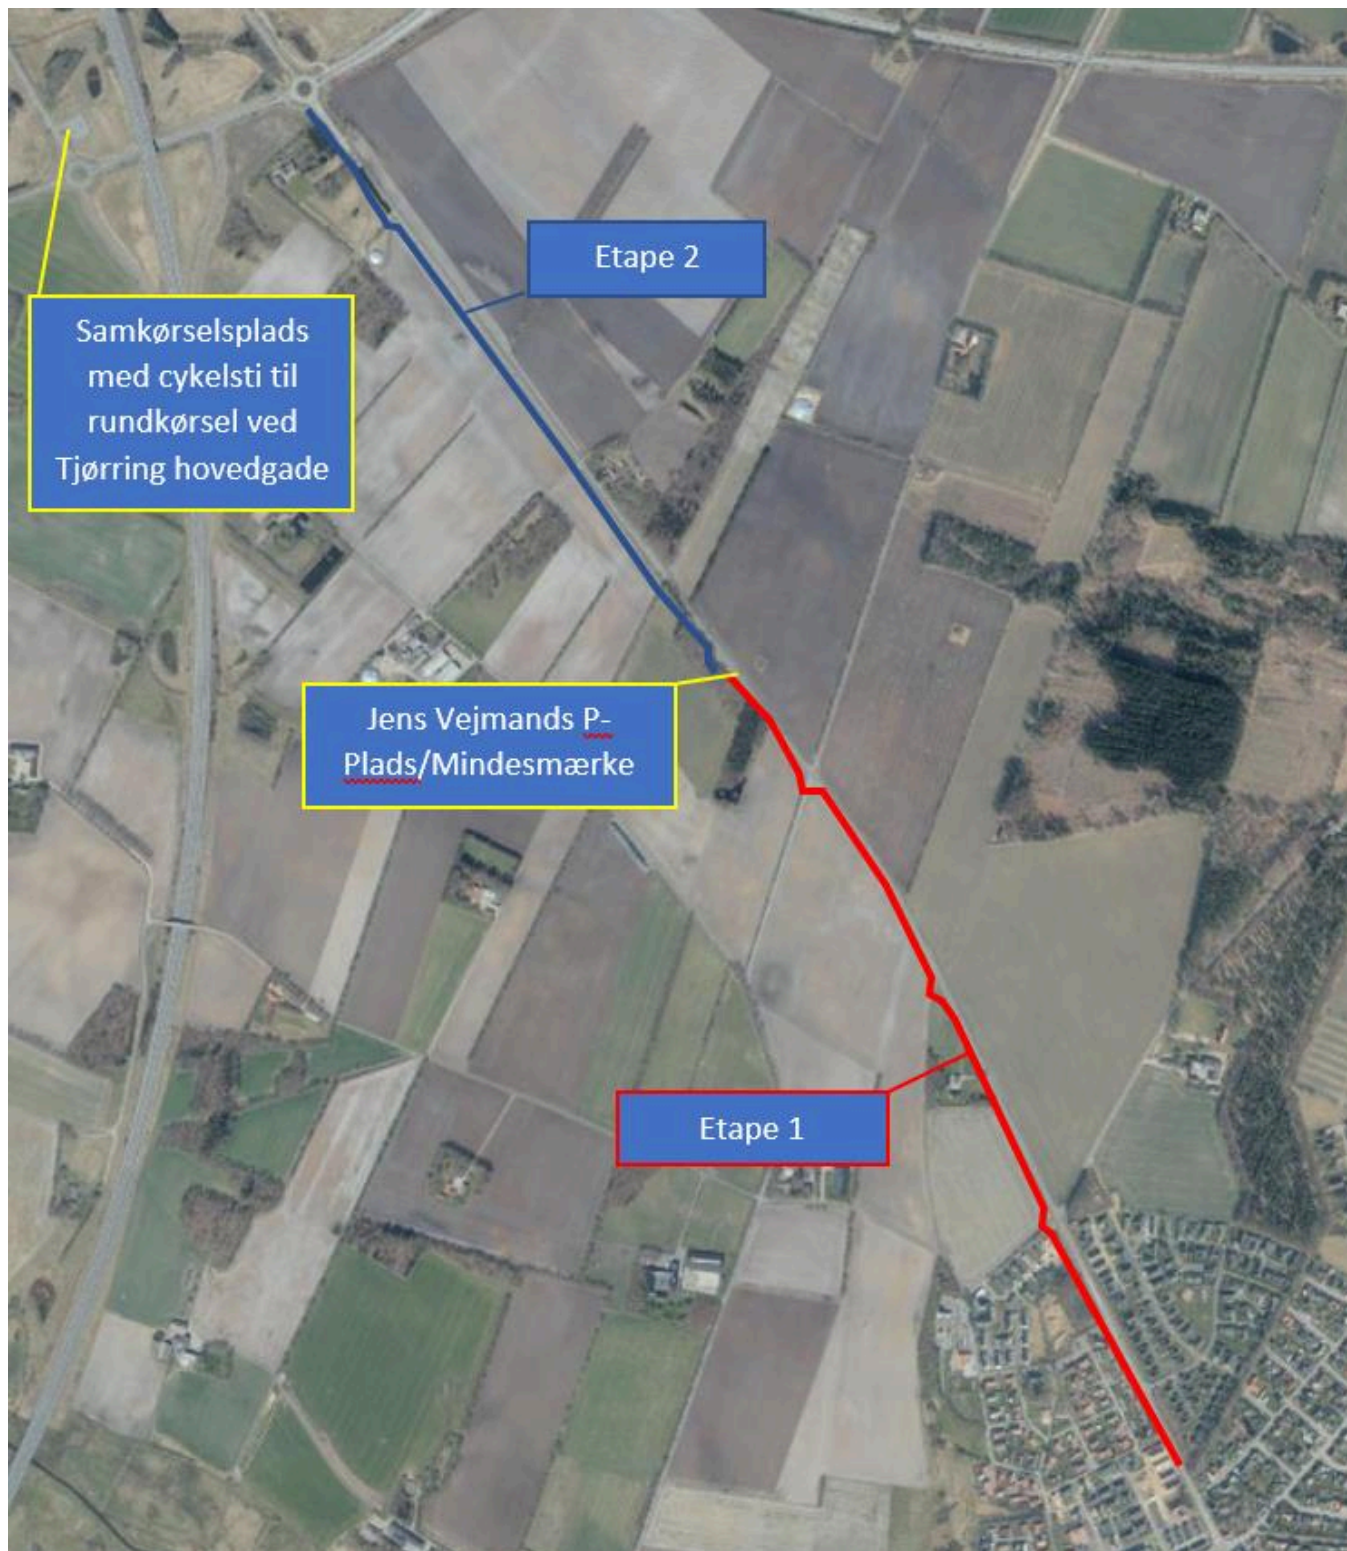 Etape 2
Samkørselsplads
med cykelsti til
rundkørsel ved
Tjørring hovedgade
Jens Vejmands P-
Plads/Mindesmærke
Etape 1